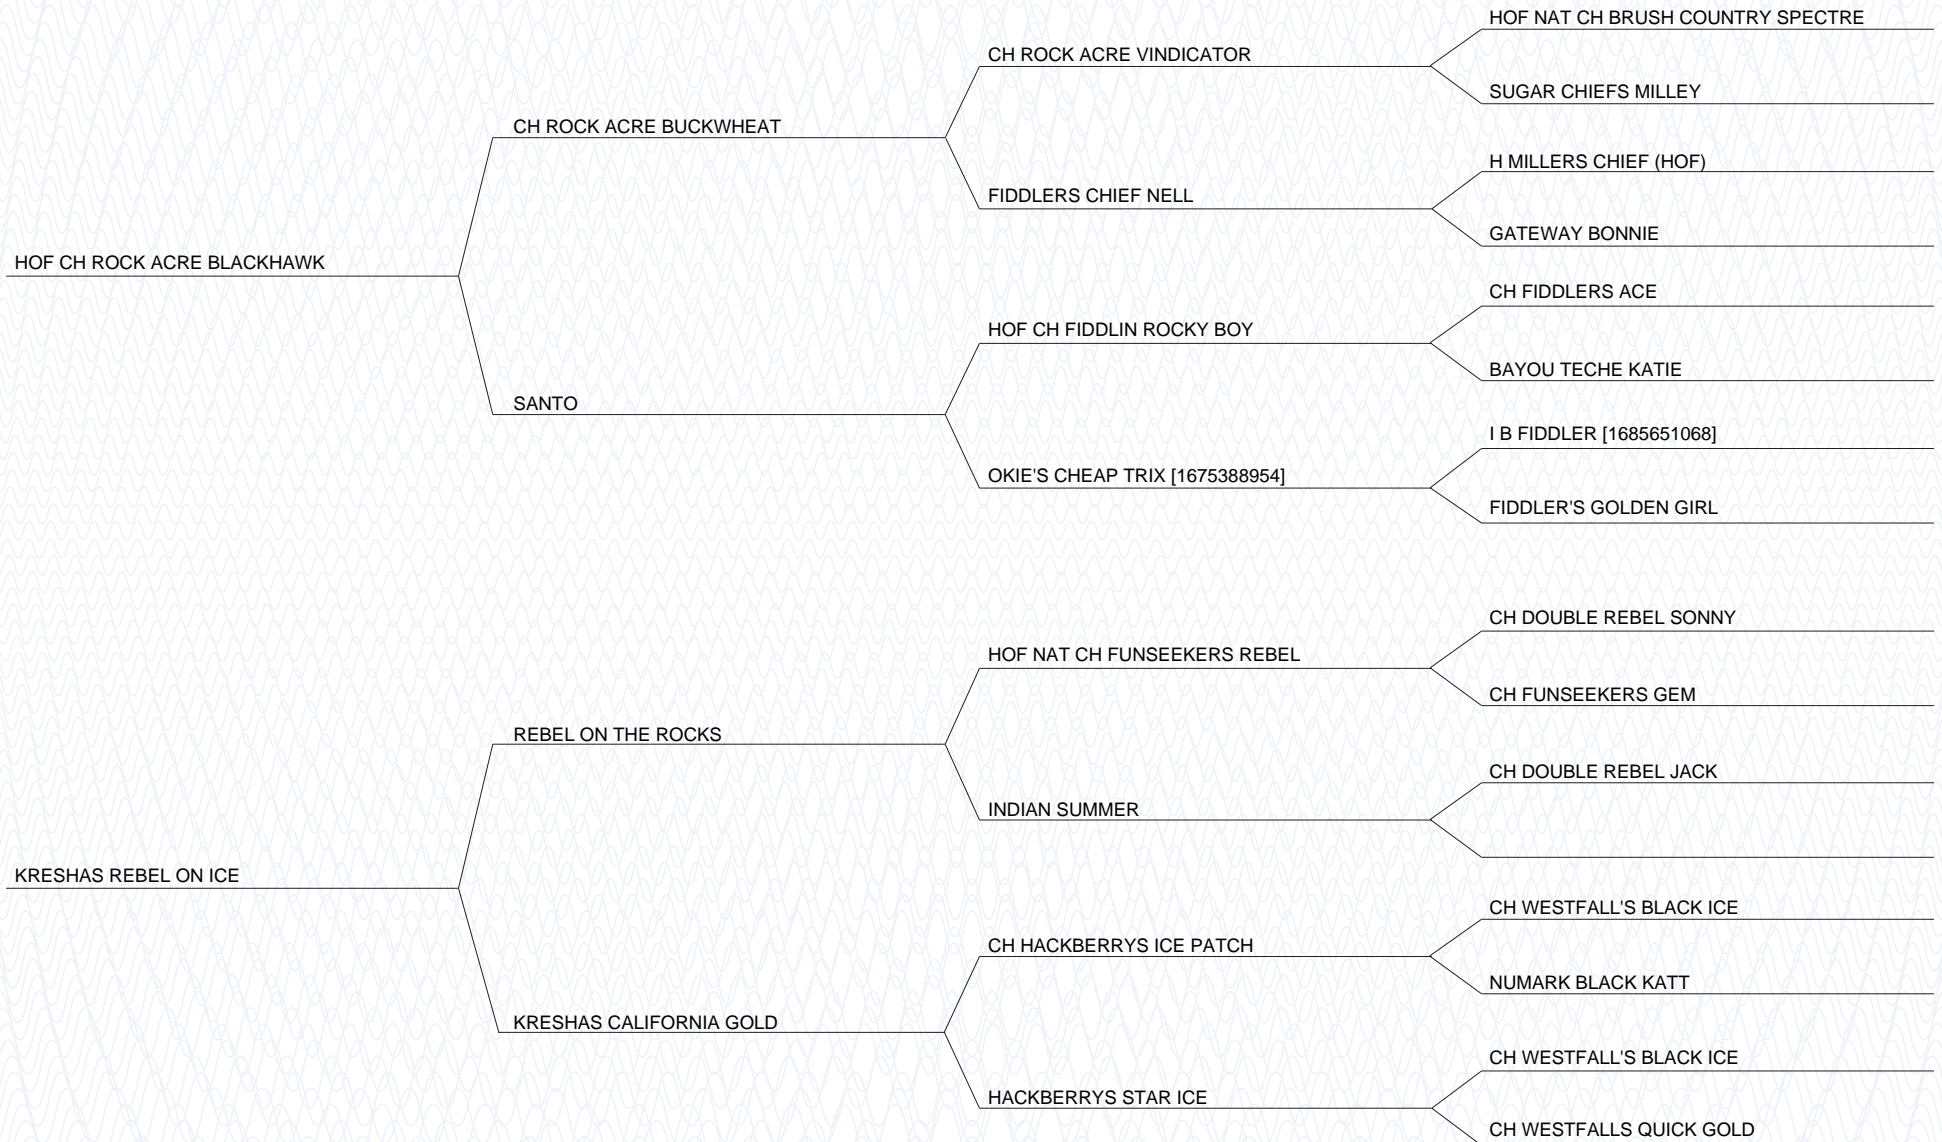 HOF NAT CH BRUSH COUNTRY SPECTRE
CH ROCK ACRE VINDICATOR
SUGAR CHIEFS MILLEY
CH ROCK ACRE BUCKWHEAT
H MILLERS CHIEF (HOF)
FIDDLERS CHIEF NELL
GATEWAY BONNIE
HOF CH ROCK ACRE BLACKHAWK
CH FIDDLERS ACE
HOF CH FIDDLIN ROCKY BOY
BAYOU TECHE KATIE
SANTO
I B FIDDLER [1685651068]
OKIE'S CHEAP TRIX [1675388954]
FIDDLER'S GOLDEN GIRL
CH DOUBLE REBEL SONNY
HOF NAT CH FUNSEEKERS REBEL
CH FUNSEEKERS GEM
REBEL ON THE ROCKS
CH DOUBLE REBEL JACK
INDIAN SUMMER
KRESHAS REBEL ON ICE
CH WESTFALL'S BLACK ICE
CH HACKBERRYS ICE PATCH
NUMARK BLACK KATT
KRESHAS CALIFORNIA GOLD
CH WESTFALL'S BLACK ICE
HACKBERRYS STAR ICE
CH WESTFALLS QUICK GOLD